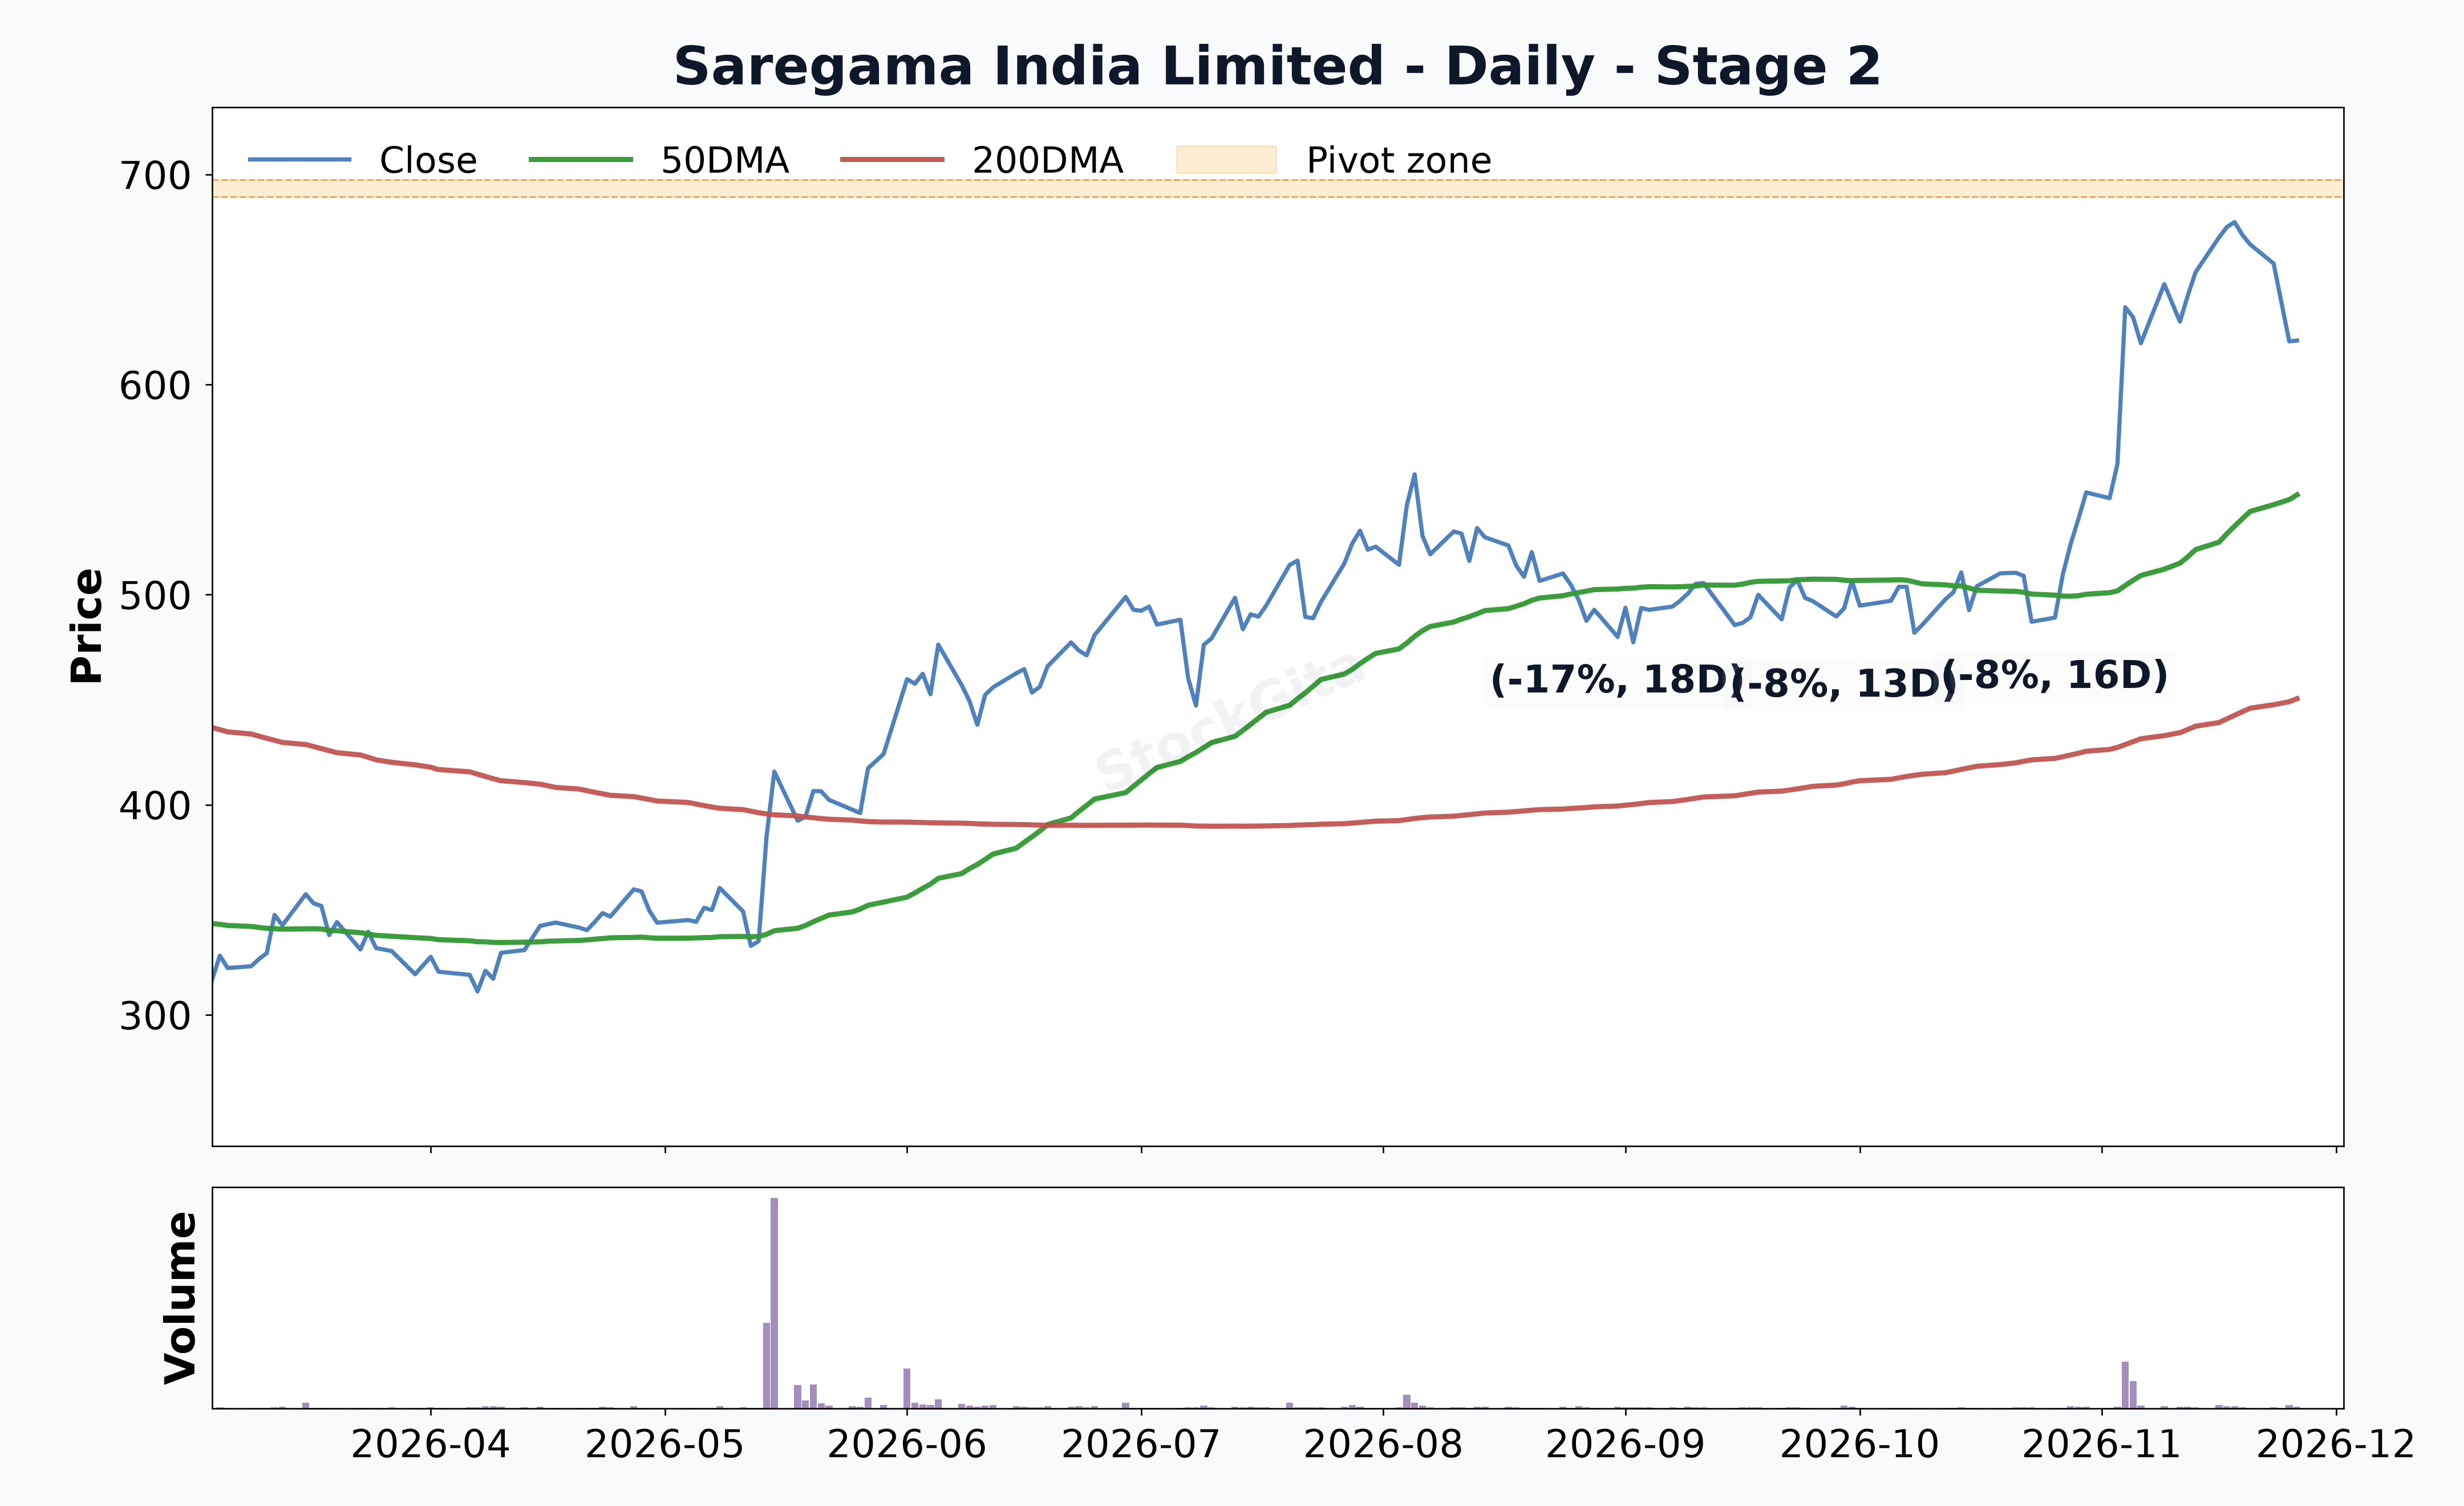 Saregama India Limited - Daily - Stage 2
Close 50DMA 200DMA Pivot zone
Price
700
600
500
400
300
(-17%, 18D) (-8%, 13D) (-8%, 16D)
StockGita
Volume
2026-04 2026-05 2026-06 2026-07 2026-08 2026-09 2026-10 2026-11 2026-12